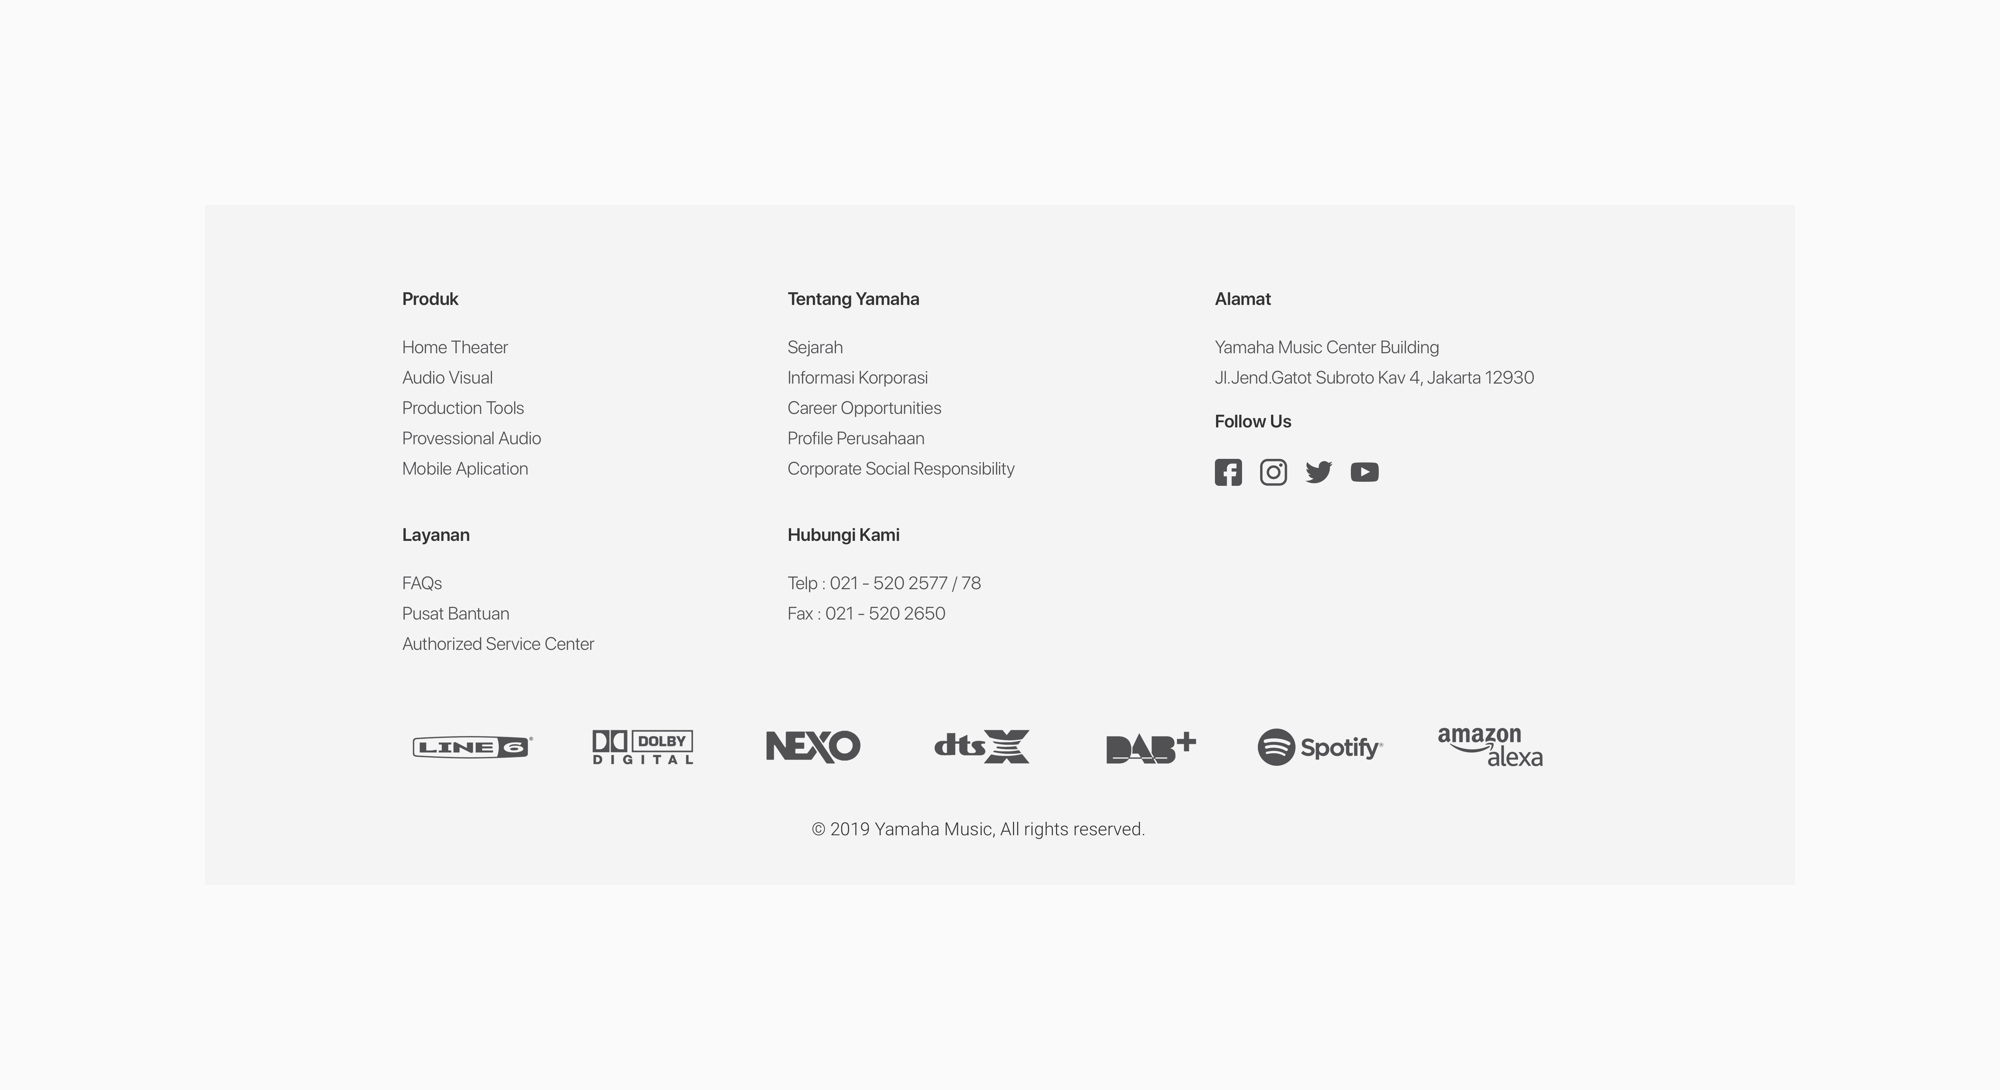 Produk
Home Theater
Audio Visual
Production Tools
Provessional Audio
Mobile Aplication
Layanan
FAQs
Pusat Bantuan
Authorized Service Center
Tentang Yamaha
Sejarah
Informasi Korporasi
Career Opportunities
Profile Perusahaan
Corporate Social Responsibility
Hubungi Kami
Telp : 021 - 520 2577 / 78
Fax : 021 - 520 2650
Alamat
Yamaha Music Center Building
Jl.Jend.Gatot Subroto Kav 4, Jakarta 12930
Follow Us
LINE 6
DOLBY
DIGITAL
NEXO
dts X
DAB+
Spotify
amazon
alexa
© 2019 Yamaha Music, All rights reserved.